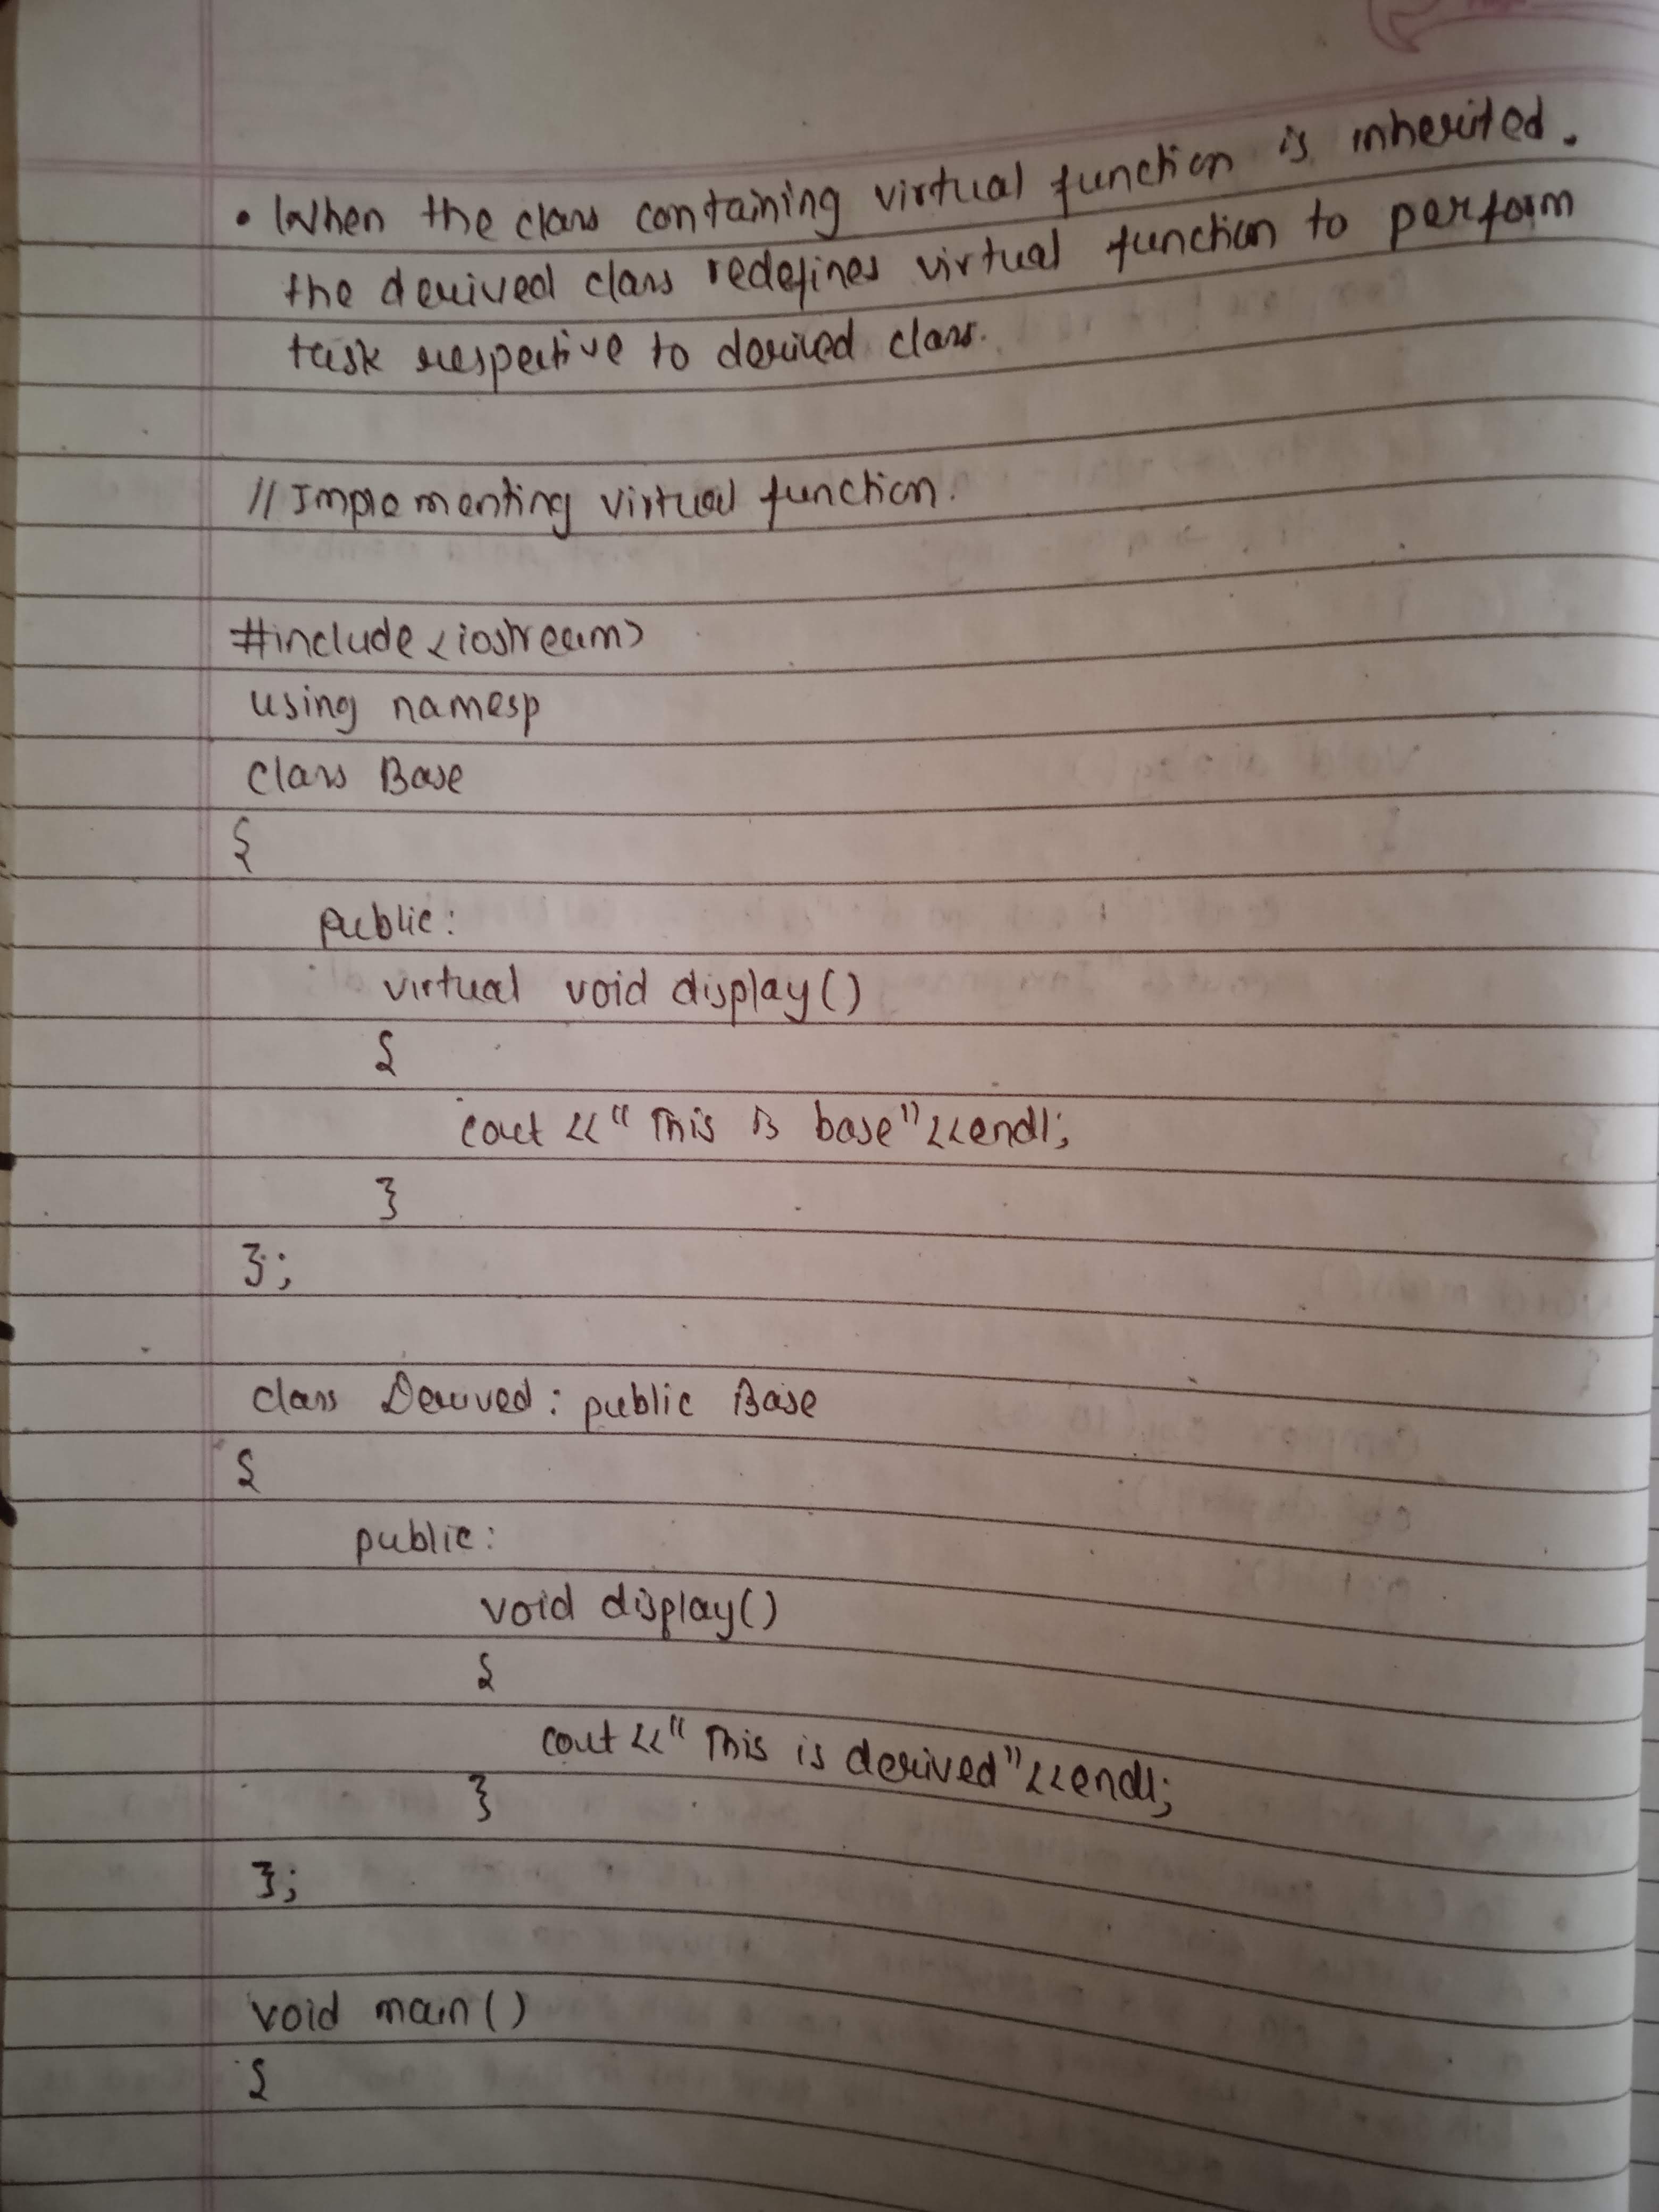 • When the class containing virtual function is inherited.
the derived class redefines virtual function to perform
task respective to derived class.
// Implementing virtual function.
#include<iostream>
using namesp
class Base
{
public:
virtual void display()
{
cout <<" This is base"<<endl;
}
};
class Derived : public Base
{
public:
void display()
{
cout <<" This is derived"<<endl;
}
};
void main()
{